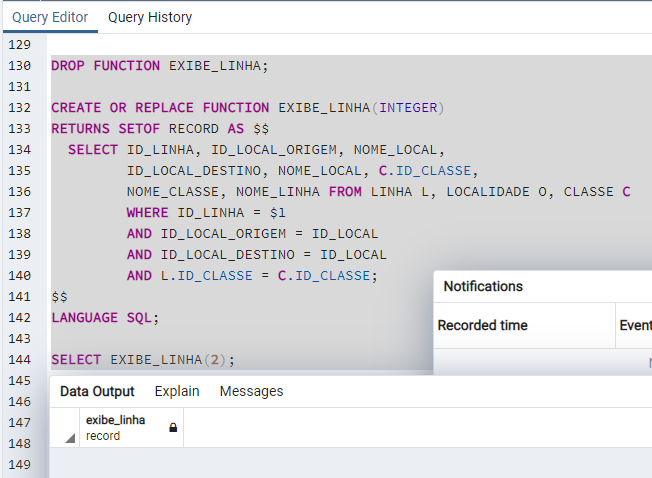 Query Editor Query History
129
130 DROP FUNCTION EXIBE_LINHA;
131
132 CREATE OR REPLACE FUNCTION EXIBE_LINHA(INTEGER)
133 RETURNS SETOF RECORD AS $$
134 SELECT ID_LINHA, ID_LOCAL_ORIGEM, NOME_LOCAL,
135 ID_LOCAL_DESTINO, NOME_LOCAL, C.ID_CLASSE,
136 NOME_CLASSE, NOME_LINHA FROM LINHA L, LOCALIDADE O, CLASSE C
137 WHERE ID_LINHA = $1
138 AND ID_LOCAL_ORIGEM = ID_LOCAL
139 AND ID_LOCAL_DESTINO = ID_LOCAL
140 AND L.ID_CLASSE = C.ID_CLASSE;
141 $$
142 LANGUAGE SQL;
143
144 SELECT EXIBE_LINHA(2);
145
146
147
148
149
Notifications
Recorded time Event
Data Output Explain Messages
exibe_linha
record